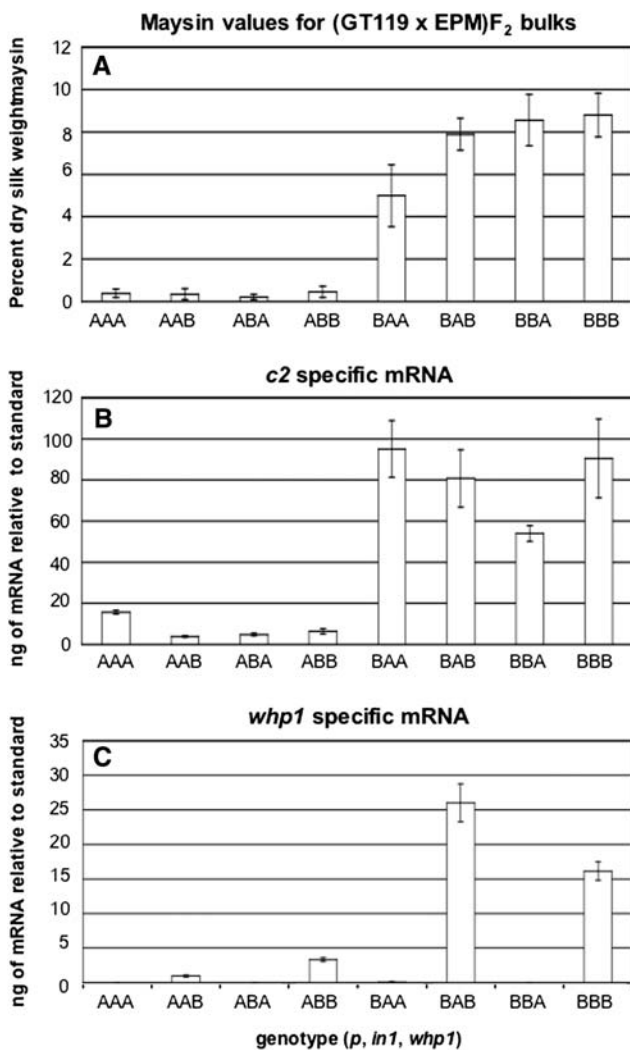 Maysin values for (GT119 x EPM)F₂ bulks
A
Percent dry silk weightmaysin
12
10
8
6
4
2
0
AAA AAB ABA ABB BAA BAB BBA BBB
c2 specific mRNA
B
ng of mRNA relative to standard
120
100
80
60
40
20
0
AAA AAB ABA ABB BAA BAB BBA BBB
whp1 specific mRNA
C
ng of mRNA relative to standard
35
30
25
20
15
10
5
0
AAA AAB ABA ABB BAA BAB BBA BBB
genotype (p, in1, whp1)